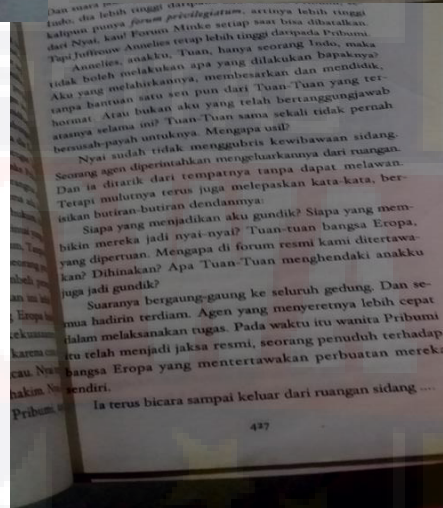 Dan suara
Indo, dia lebih tinggi
kalipun punya forum privilegiatum, artinya lebih tinggi
dari Nyai, kau! Forum Minke setiap saat bisa dibatalkan.
Tapi Juffrouw Annelies tetap lebih tinggi daripada Pribumi.
Annelies, anakku, Tuan, hanya seorang Indo, maka
tidak boleh melakukan apa yang dilakukan bapaknya?
Aku yang melahirkannya, membesarkan dan mendidik,
tanpa bantuan satu sen pun dari Tuan-Tuan yang ter-
hormat. Atau bukan aku yang telah bertanggungjawab
atasnya selama ini? Tuan-Tuan sama sekali tidak pernah
bersusah-payah untuknya. Mengapa usil?
Nyai sudah tidak menggubris kewibawaan sidang.
Seorang agen diperintahkan mengeluarkannya dari ruangan.
Dan ia ditarik dari tempatnya tanpa dapat melawan.
Tetapi mulutnya terus juga melepaskan kata-kata, ber-
isikan butiran-butiran dendamnya:
Siapa yang menjadikan aku gundik? Siapa yang mem-
bikin mereka jadi nyai-nyai? Tuan-tuan bangsa Eropa,
yang dipertuan. Mengapa di forum resmi kami ditertawa-
kan? Dihinakan? Apa Tuan-Tuan menghendaki anakku
juga jadi gundik?
Suaranya bergaung-gaung ke seluruh gedung. Dan se-
mua hadirin terdiam. Agen yang menyeretnya lebih cepat
dalam melaksanakan tugas. Pada waktu itu wanita Pribumi
itu telah menjadi jaksa resmi, seorang penuduh terhadap
bangsa Eropa yang mentertawakan perbuatan mereka
sendiri.
Ia terus bicara sampai keluar dari ruangan sidang ....
427